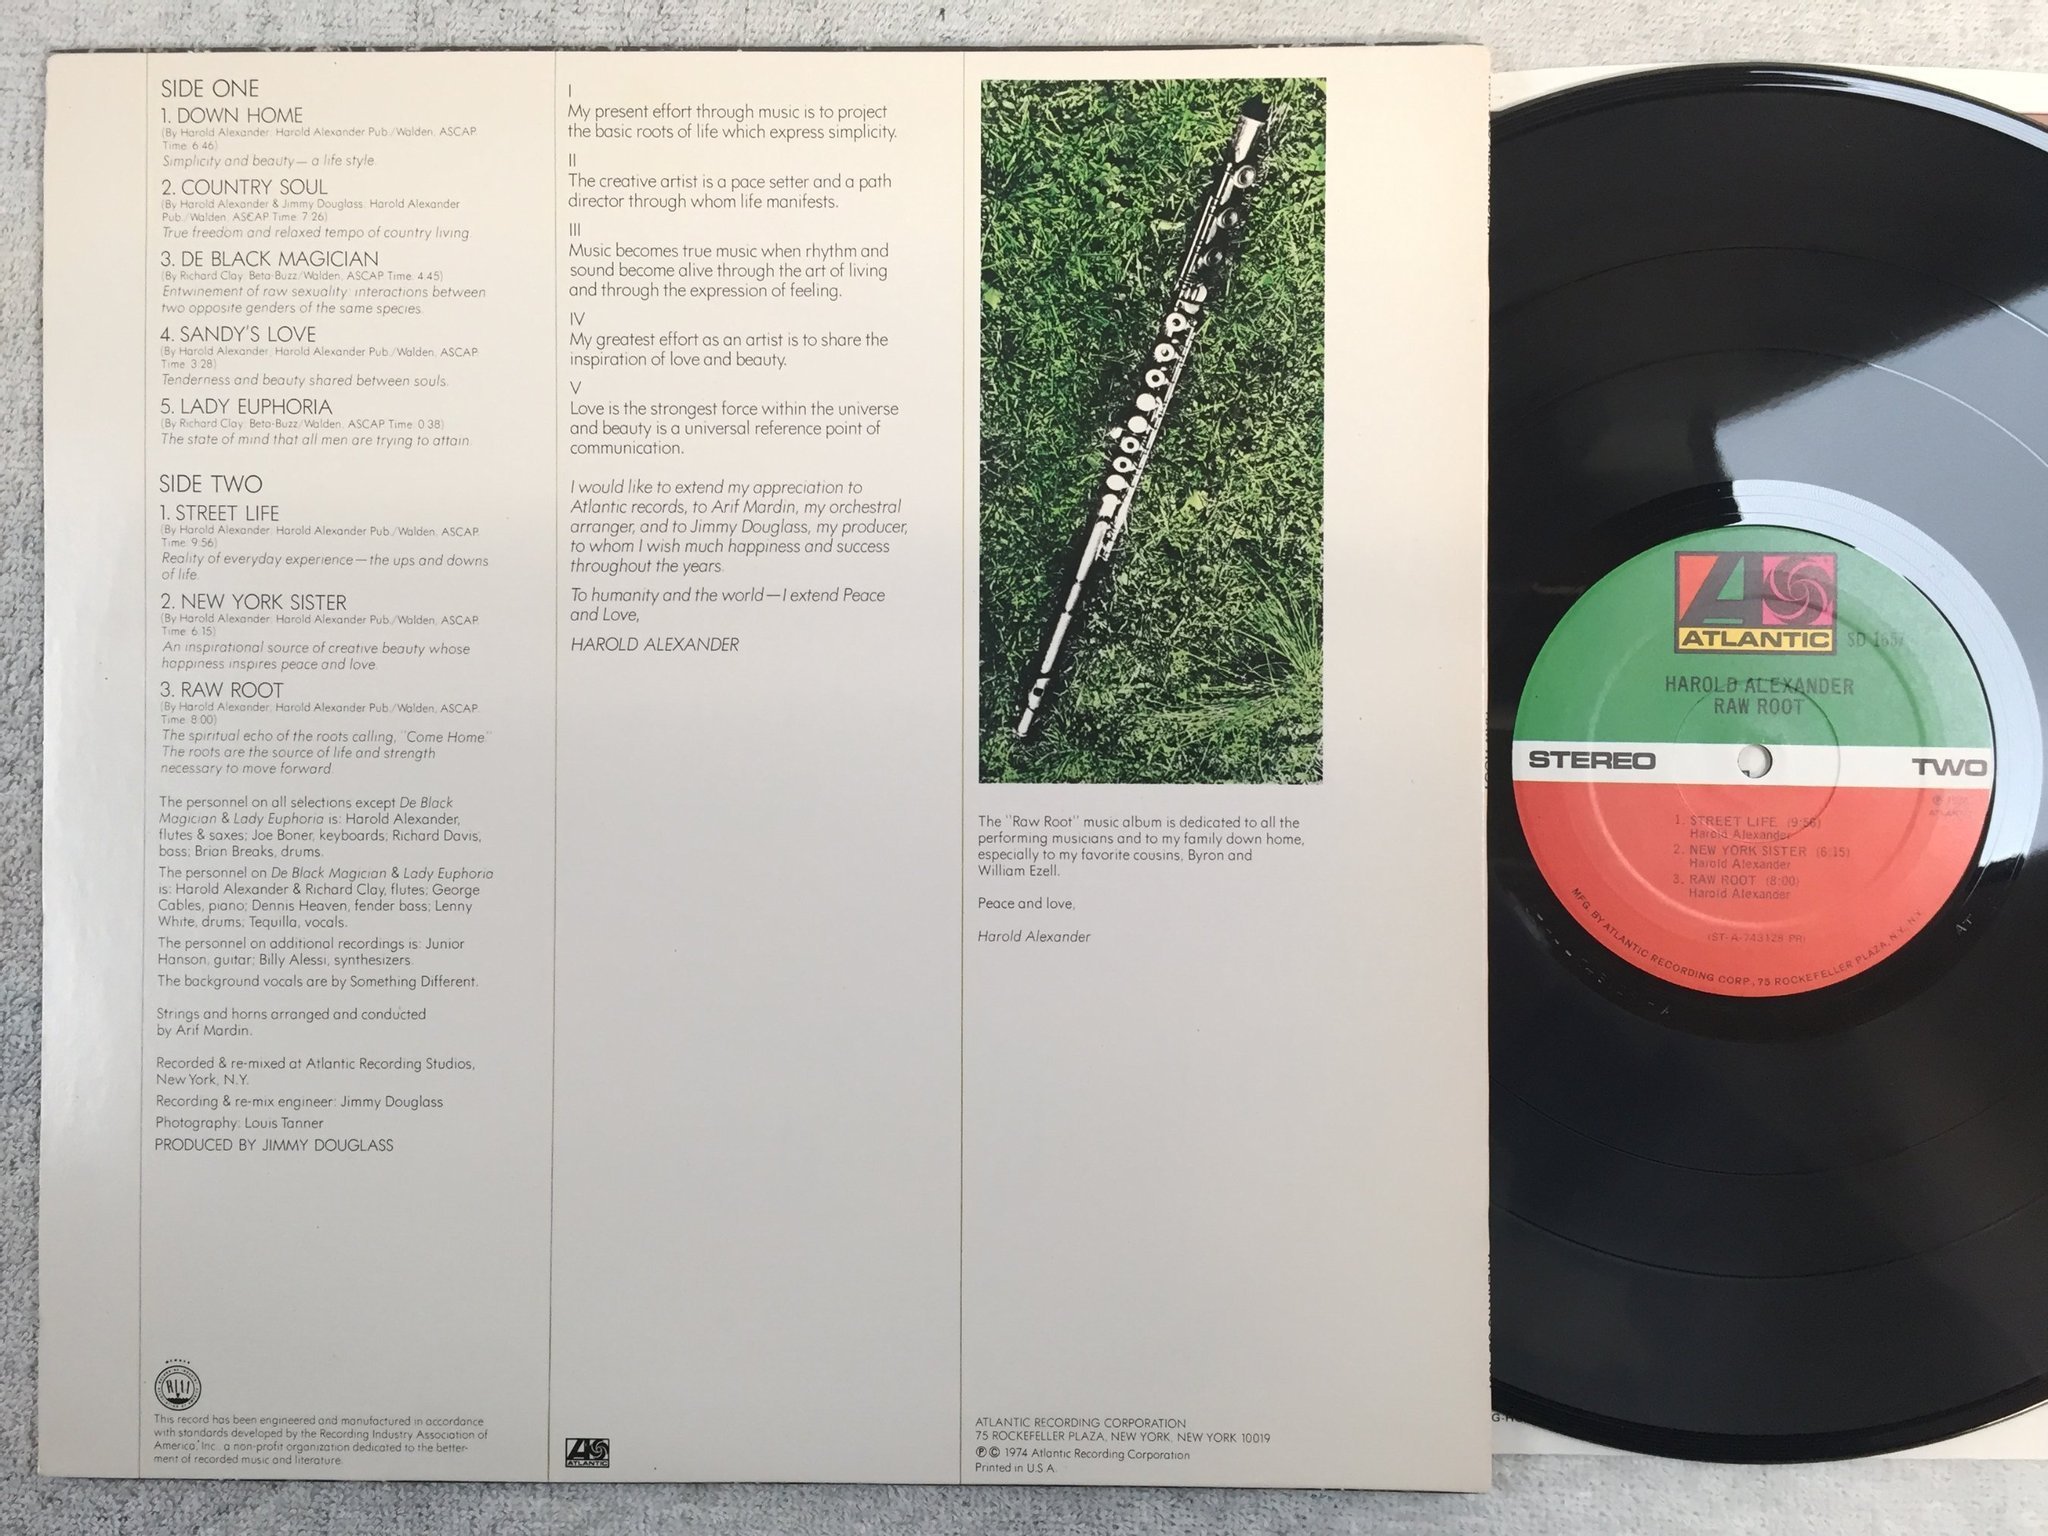 SIDE ONE
1. DOWN HOME
(By Harold Alexander. Harold Alexander Pub./Walden, ASCAP.
Time: 6:46)
Simplicity and beauty—a life style.
2. COUNTRY SOUL
(By Harold Alexander & Jimmy Douglass. Harold Alexander
Pub./Walden, ASCAP Time: 7:26)
True freedom and relaxed tempo of country living.
3. DE BLACK MAGICIAN
(By Richard Clay. Beta-Buzz/Walden, ASCAP Time: 4:45)
Entwinement of raw sexuality: interactions between
two opposite genders of the same species.
4. SANDY'S LOVE
(By Harold Alexander. Harold Alexander Pub./Walden, ASCAP.
Time: 3:28)
Tenderness and beauty shared between souls.
5. LADY EUPHORIA
(By Richard Clay. Beta-Buzz/Walden, ASCAP Time: 0:38)
The state of mind that all men are trying to attain.
SIDE TWO
1. STREET LIFE
(By Harold Alexander. Harold Alexander Pub./Walden, ASCAP.
Time: 9:56)
Reality of everyday experience—the ups and downs
of life.
2. NEW YORK SISTER
(By Harold Alexander. Harold Alexander Pub./Walden, ASCAP.
Time: 6:15)
An inspirational source of creative beauty whose
happiness inspires peace and love.
3. RAW ROOT
(By Harold Alexander. Harold Alexander Pub./Walden, ASCAP.
Time: 8:00)
The spiritual echo of the roots calling, "Come Home."
The roots are the source of life and strength
necessary to move forward.
The personnel on all selections except De Black
Magician & Lady Euphoria is: Harold Alexander,
flutes & saxes; Joe Boner, keyboards; Richard Davis,
bass; Brian Breaks, drums.
The personnel on De Black Magician & Lady Euphoria
is: Harold Alexander & Richard Clay, flutes; George
Cables, piano; Dennis Heaven, fender bass; Lenny
White, drums; Tequilla, vocals.
The personnel on additional recordings is: Junior
Hanson, guitar; Billy Alessi, synthesizers.
The background vocals are by Something Different.
Strings and horns arranged and conducted
by Arif Mardin.
Recorded & re-mixed at Atlantic Recording Studios,
New York, N.Y.
Recording & re-mix engineer: Jimmy Douglass
Photography: Louis Tanner
PRODUCED BY JIMMY DOUGLASS
This record has been engineered and manufactured in accordance
with standards developed by the Recording Industry Association of
America, Inc., a non-profit organization dedicated to the better-
ment of recorded music and literature.
I
My present effort through music is to project
the basic roots of life which express simplicity.
II
The creative artist is a pace setter and a path
director through whom life manifests.
III
Music becomes true music when rhythm and
sound become alive through the art of living
and through the expression of feeling.
IV
My greatest effort as an artist is to share the
inspiration of love and beauty.
V
Love is the strongest force within the universe
and beauty is a universal reference point of
communication.
I would like to extend my appreciation to
Atlantic records, to Arif Mardin, my orchestral
arranger, and to Jimmy Douglass, my producer,
to whom I wish much happiness and success
throughout the years.
To humanity and the world—I extend Peace
and Love,
HAROLD ALEXANDER
ATLANTIC
The "Raw Root" music album is dedicated to all the
performing musicians and to my family down home,
especially to my favorite cousins, Byron and
William Ezell.
Peace and love,
Harold Alexander
ATLANTIC RECORDING CORPORATION
75 ROCKEFELLER PLAZA, NEW YORK, NEW YORK 10019
℗ © 1974 Atlantic Recording Corporation
Printed in U.S.A.
ATLANTIC
SD
HAROLD ALEXANDER
RAW ROOT
STEREO TWO
1. STREET LIFE (9:56)
Harold Alexander
2. NEW YORK SISTER (6:15)
Harold Alexander
3. RAW ROOT (8:00)
Harold Alexander
(ST-A-743128 PR)
MFG. BY ATLANTIC RECORDING CORP., 75 ROCKEFELLER PLAZA, N.Y. N.Y.